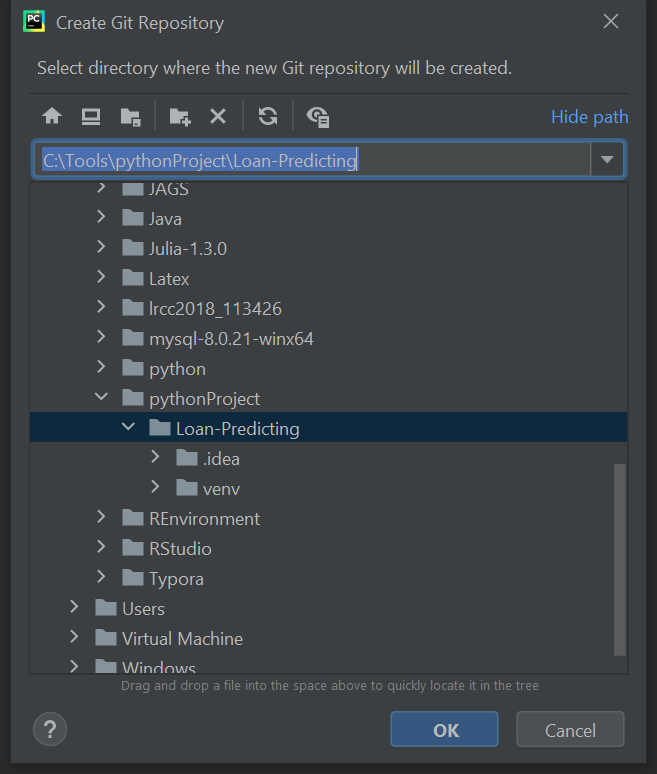 PC
Create Git Repository
Select directory where the new Git repository will be created.
Hide path
C:\Tools\pythonProject\Loan-Predicting
JAGS
Java
Julia-1.3.0
Latex
lrcc2018_113426
mysql-8.0.21-winx64
python
pythonProject
Loan-Predicting
.idea
venv
REnvironment
RStudio
Typora
Users
Virtual Machine
Windows
Drag and drop a file into the space above to quickly locate it in the tree
?
OK
Cancel